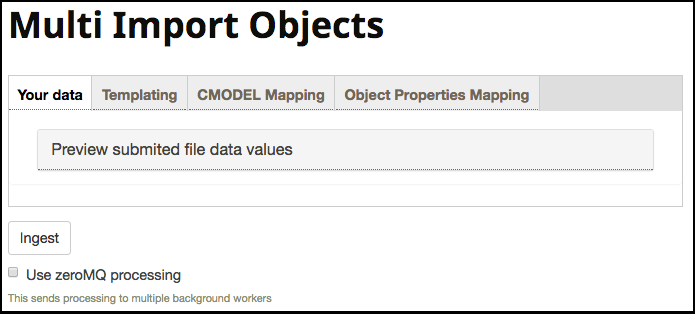 Multi Import Objects
Your data Templating CMODEL Mapping Object Properties Mapping
Preview submited file data values
Ingest
Use zeroMQ processing
This sends processing to multiple background workers